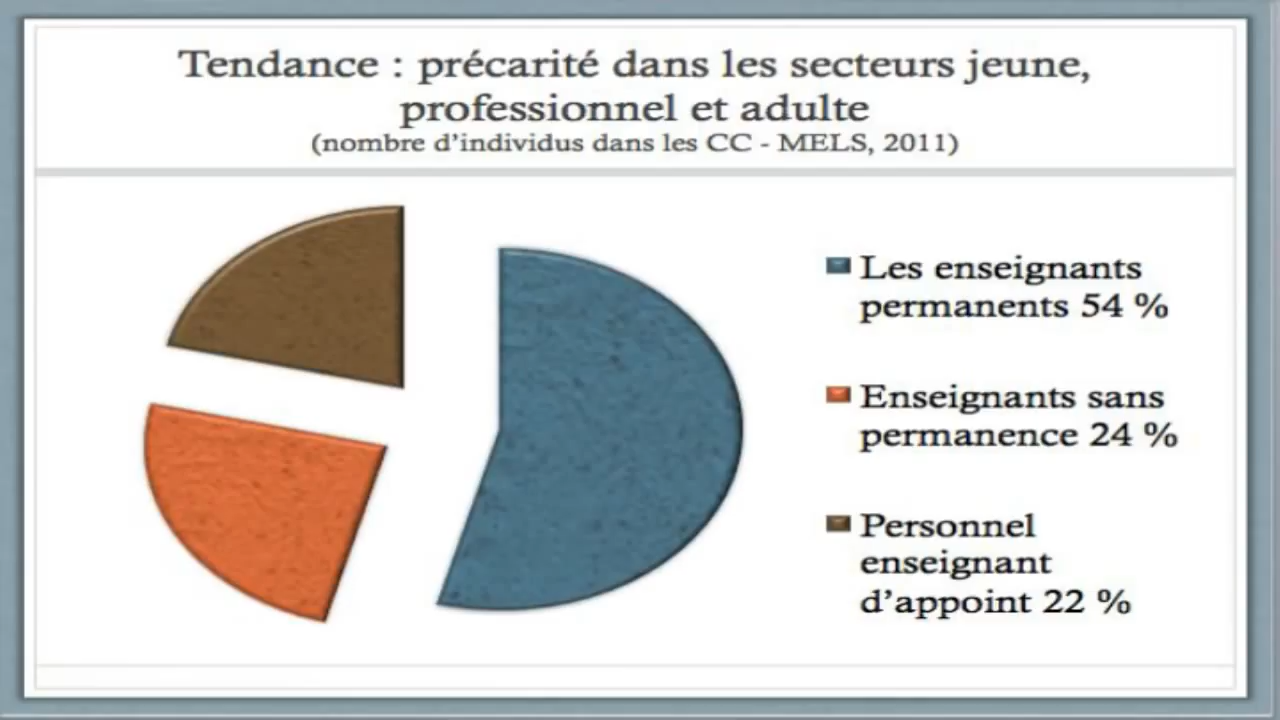 Tendance : précarité dans les secteurs jeune,
professionnel et adulte
(nombre d'individus dans les CC - MELS, 2011)
Les enseignants
permanents 54 %
Enseignants sans
permanence 24 %
Personnel
enseignant
d'appoint 22 %